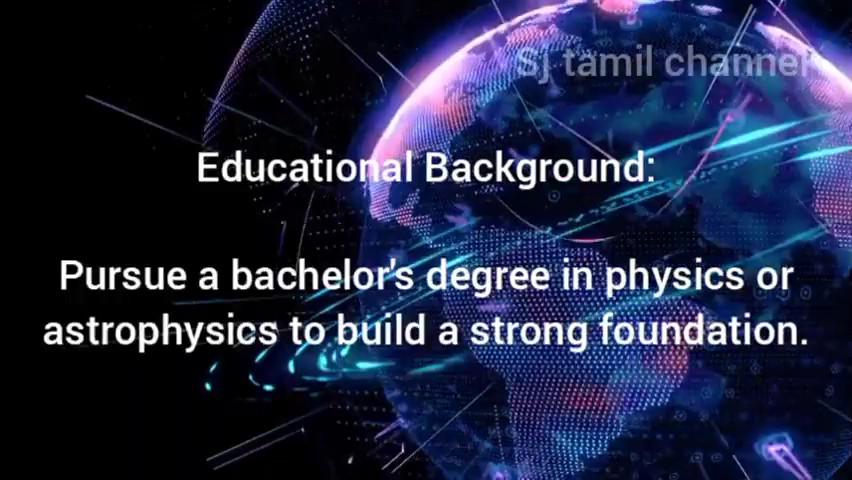 Sj tamil channel
Educational Background:
Pursue a bachelor's degree in physics or
astrophysics to build a strong foundation.